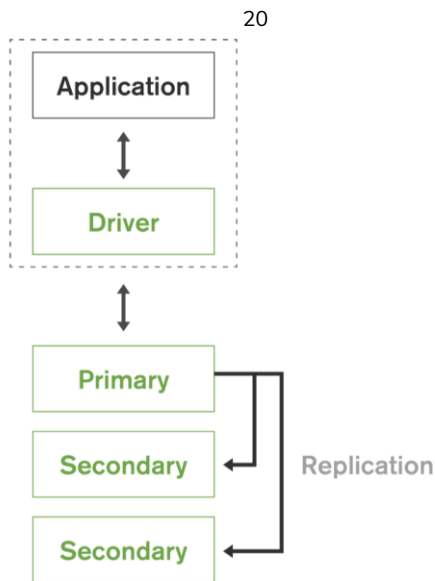 20
Application
Driver
Primary
Secondary
Replication
Secondary